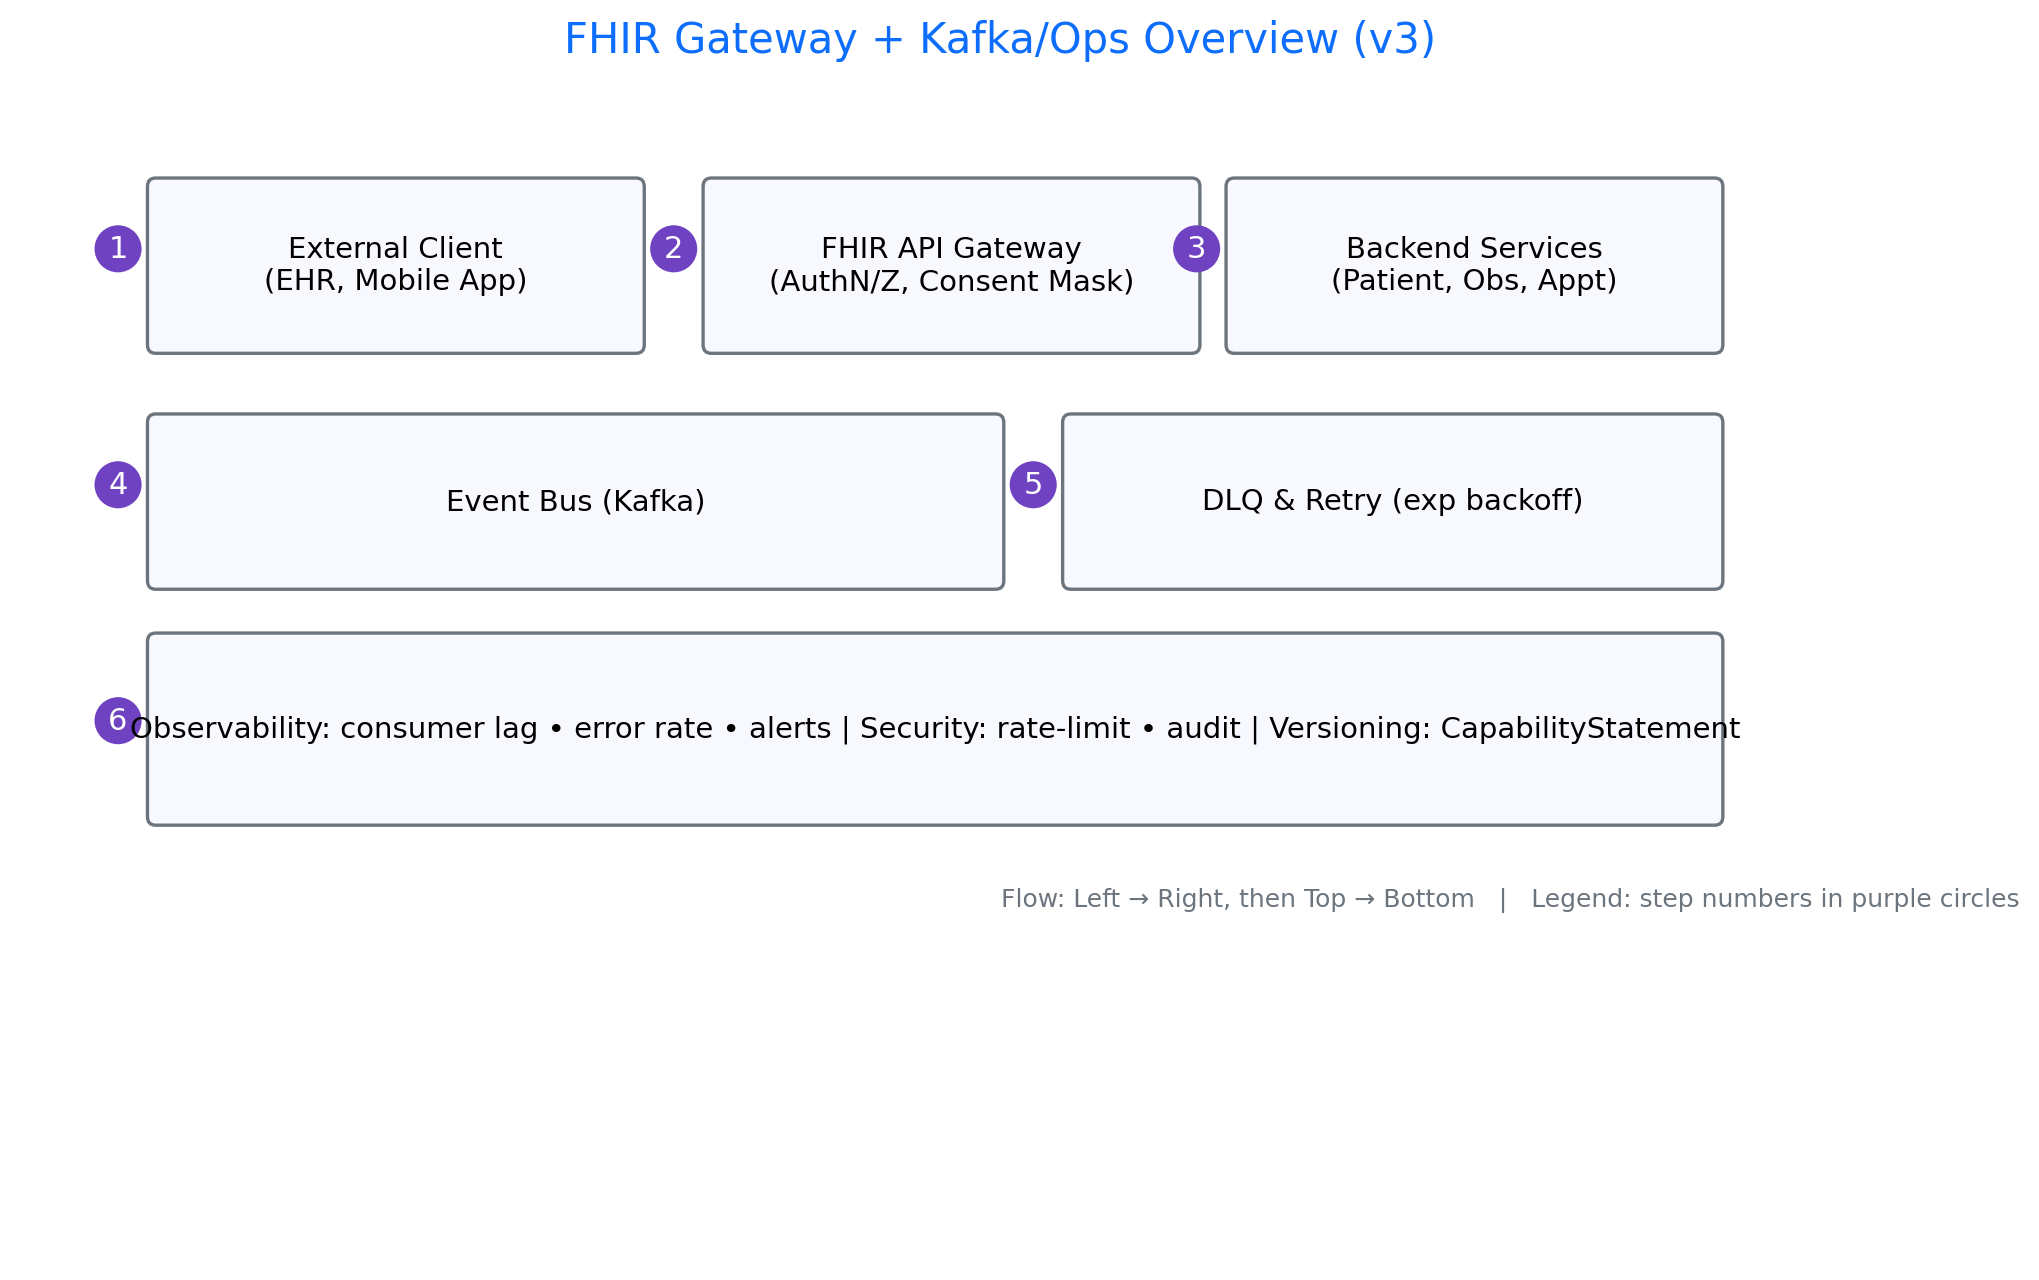 FHIR Gateway + Kafka/Ops Overview (v3)
1
External Client
(EHR, Mobile App)
2
FHIR API Gateway
(AuthN/Z, Consent Mask)
3
Backend Services
(Patient, Obs, Appt)
4
Event Bus (Kafka)
5
DLQ & Retry (exp backoff)
6
Observability: consumer lag • error rate • alerts | Security: rate-limit • audit | Versioning: CapabilityStatement
Flow: Left → Right, then Top → Bottom | Legend: step numbers in purple circles